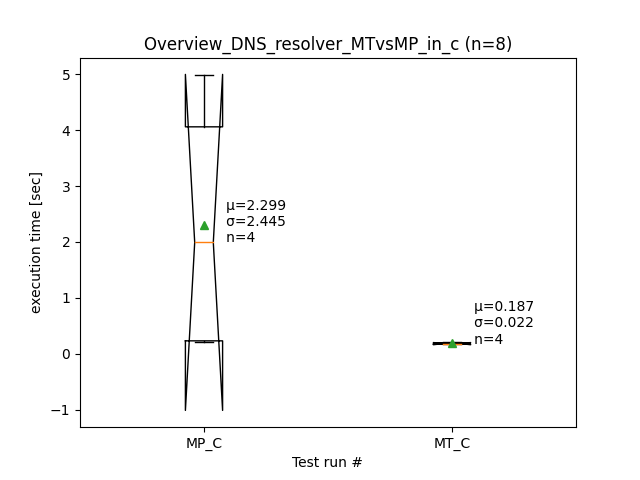 Overview_DNS_resolver_MTvsMP_in_c (n=8)
execution time [sec]
5
4
3
2
1
0
−1
μ=2.299
σ=2.445
n=4
μ=0.187
σ=0.022
n=4
MP_C
MT_C
Test run #